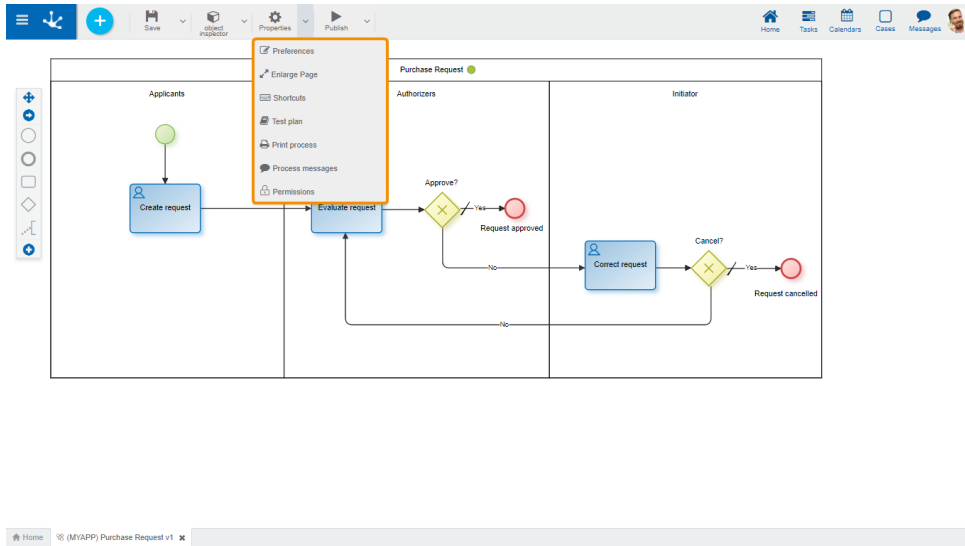 Save
object
inspector
Properties
Publish
Home
Tasks
Calendars
Cases
Messages
Preferences
Enlarge Page
Shortcuts
Test plan
Print process
Process messages
Permissions
Purchase Request
Applicants
Authorizers
Initiator
Create request
Evaluate request
Approve?
Yes
Request approved
No
Correct request
Cancel?
Yes
Request cancelled
No
Home
(MYAPP) Purchase Request v1